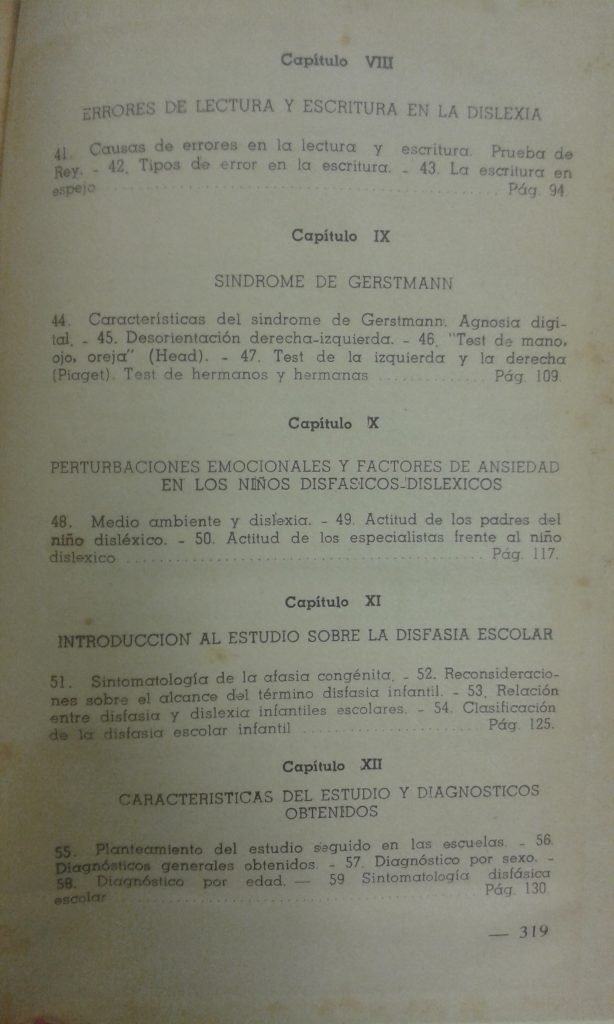 Capítulo VIII
ERRORES DE LECTURA Y ESCRITURA EN LA DISLEXIA
41. Causas de errores en la lectura y escritura. Prueba de
Rey. - 42. Tipos de error en la escritura. - 43. La escritura en
espejo ........................................ Pág. 94.
Capítulo IX
SINDROME DE GERSTMANN
44. Características del sindrome de Gerstmann. Agnosia digi-
tal. - 45. Desorientación derecha-izquierda. - 46. "Test de mano,
ojo, oreja" (Head). - 47. Test de la izquierda y la derecha
(Piaget). Test de hermanos y hermanas ............. Pág. 109.
Capítulo X
PERTURBACIONES EMOCIONALES Y FACTORES DE ANSIEDAD
EN LOS NIÑOS DISFASICOS-DISLEXICOS
48. Medio ambiente y dislexia. - 49. Actitud de los padres del
niño disléxico. - 50. Actitud de los especialistas frente al niño
dislexico ........................................ Pág. 117.
Capítulo XI
INTRODUCCION AL ESTUDIO SOBRE LA DISFASIA ESCOLAR
51. Sintomatología de la afasia congénita. - 52. Reconsideracio-
nes sobre el alcance del término disfasia infantil. - 53. Relación
entre disfasia y dislexia infantiles escolares. - 54. Clasificación
de la disfasia escolar infantil .................... Pág. 125.
Capítulo XII
CARACTERISTICAS DEL ESTUDIO Y DIAGNOSTICOS
OBTENIDOS
55. Planteamiento del estudio seguido en las escuelas. - 56.
Diagnósticos generales obtenidos. - 57. Diagnóstico por sexo. -
58. Diagnóstico por edad. — 59 Sintomatología disfásica
escolar ........................................ Pág. 130.
— 319